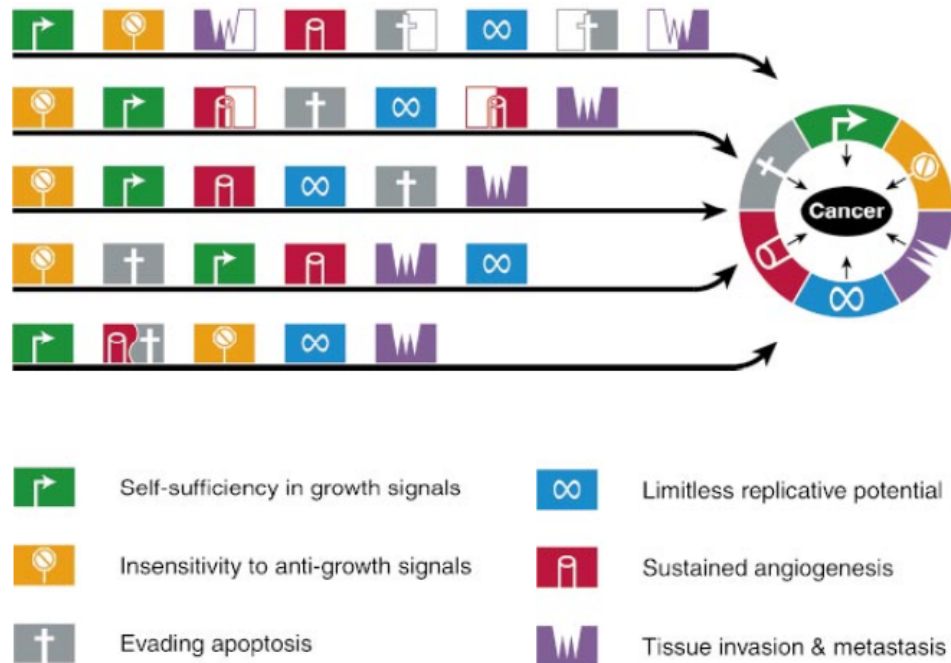 Cancer
Self-sufficiency in growth signals
Limitless replicative potential
Insensitivity to anti-growth signals
Sustained angiogenesis
Evading apoptosis
Tissue invasion & metastasis